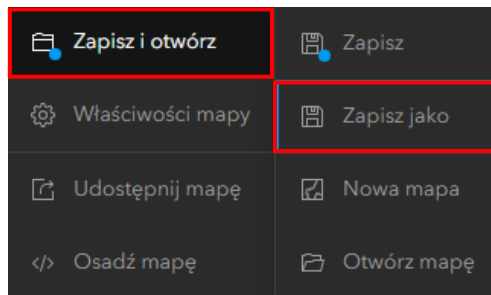 Zapisz i otwórz
Właściwości mapy
Udostępnij mapę
Osadź mapę
Zapisz
Zapisz jako
Nowa mapa
Otwórz mapę